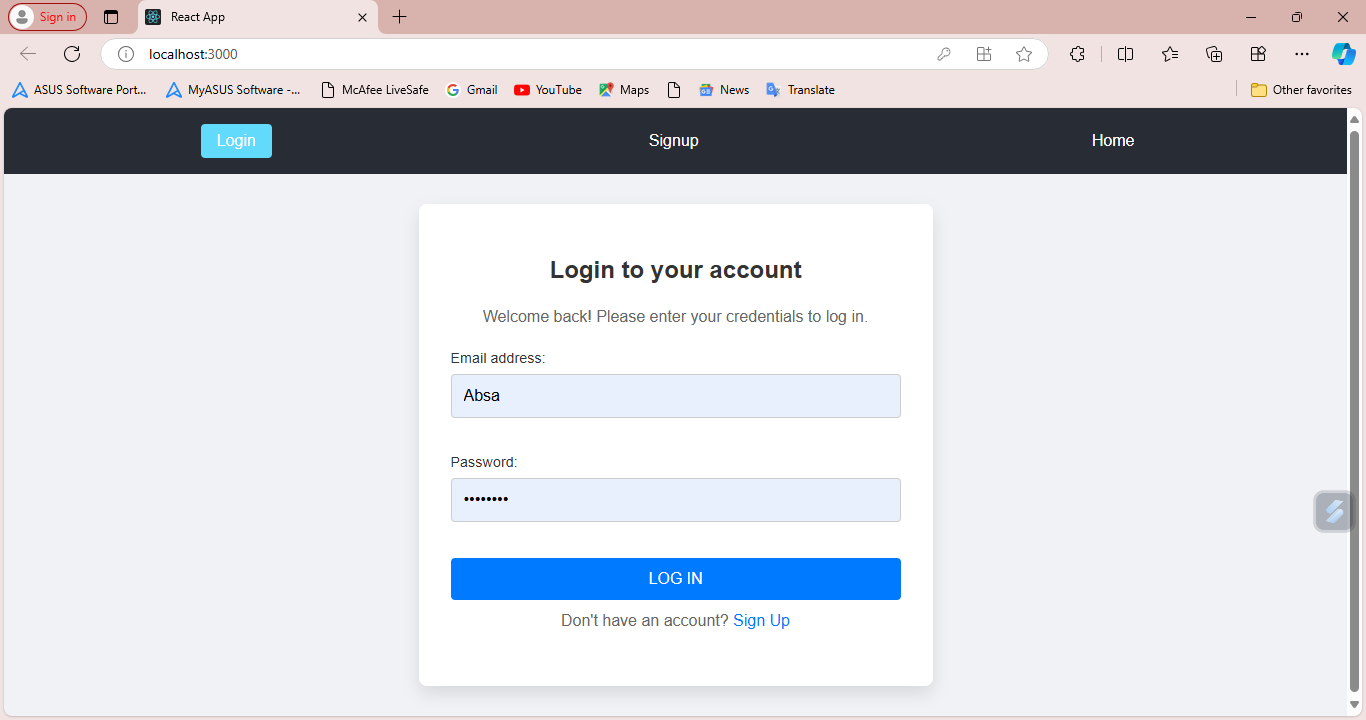 Sign in
React App
localhost:3000
ASUS Software Port...
MyASUS Software -...
McAfee LiveSafe
Gmail
YouTube
Maps
News
Translate
Other favorites
Login
Signup
Home
Login to your account
Welcome back! Please enter your credentials to log in.
Email address:
Absa
Password:
••••••••
LOG IN
Don't have an account? Sign Up